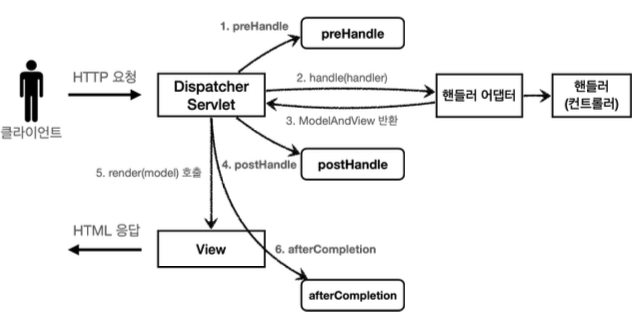 1. preHandle
preHandle
HTTP 요청
Dispatcher
Servlet
2. handle(handler)
핸들러 어댑터
핸들러
(컨트롤러)
3. ModelAndView 반환
클라이언트
5. render(model) 호출
4. postHandle
postHandle
HTML 응답
View
6. afterCompletion
afterCompletion